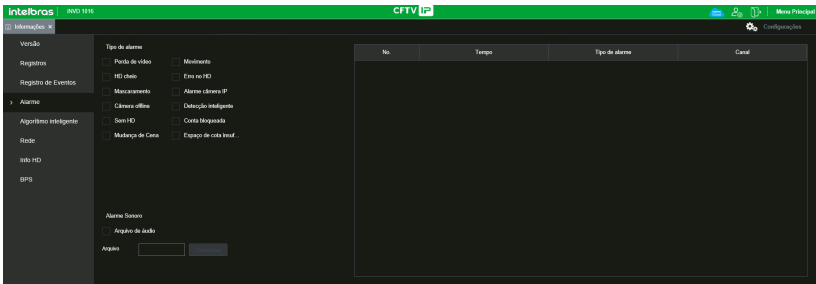 intelbras iNVD 1016 CFTV IP Menu Principal
Informações × Configurações
Versão
Registros
Registro de Eventos
Alarme
Algorítimo inteligente
Rede
Info HD
BPS
Tipo de alarme
Perda de vídeo Movimento
HD cheio Erro no HD
Mascaramento Alarme câmera IP
Câmera offline Detecção inteligente
Sem HD Conta bloqueada
Mudança de Cena Espaço de cota insuf...
Alarme Sonoro
Arquivo de áudio
Arquivo
No. Tempo Tipo de alarme Canal